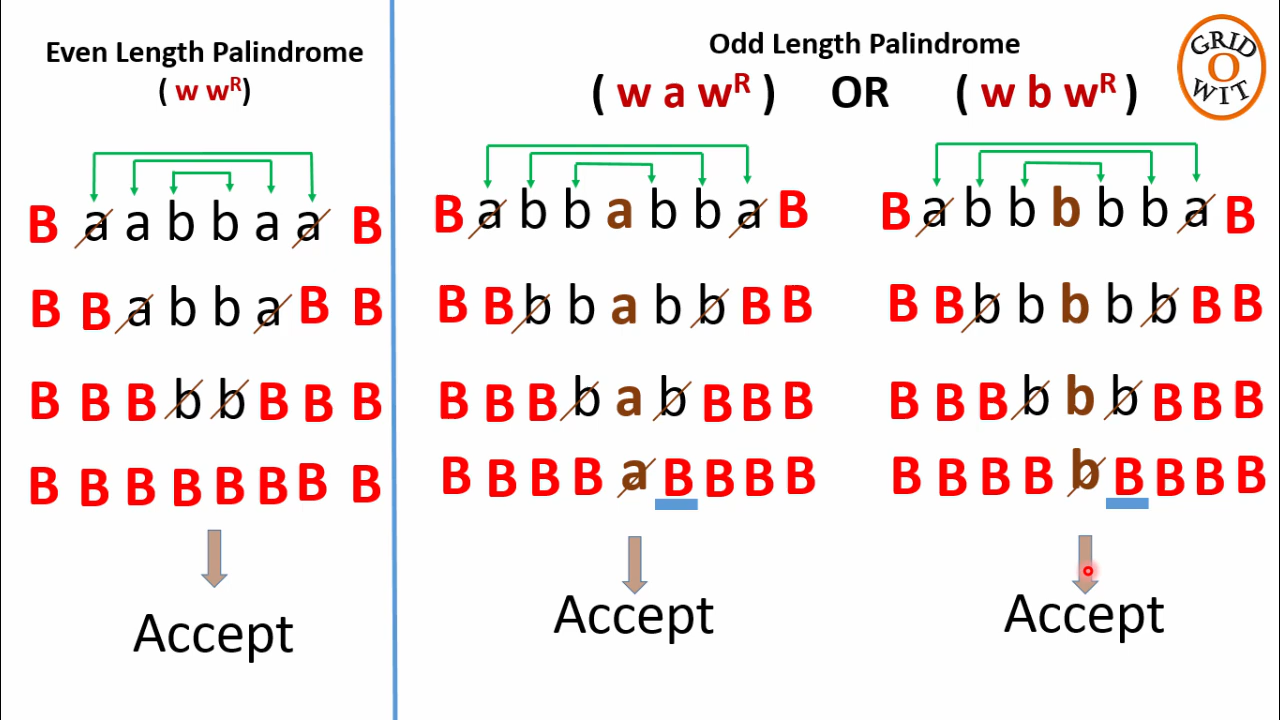 Even Length Palindrome
( w wᴿ)
B a a b b a a B
B B a b b a B B
B B B b b B B B
B B B B B B B B
Accept
Odd Length Palindrome
( w a wᴿ ) OR ( w b wᴿ )
B a b b a b b a B
B B b b a b b B B
B B B b a b B B B
B B B B a B B B B
Accept
B a b b b b b a B
B B b b b b b B B
B B B b b b B B B
B B B B b B B B B
Accept
GRID
O
WIT